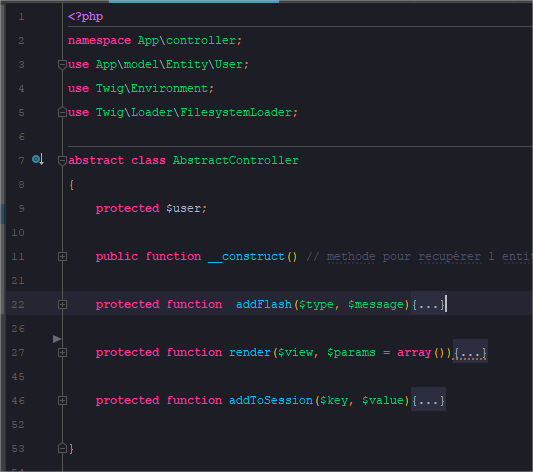 1 <?php
2 namespace App\controller;
3 use App\model\Entity\User;
4 use Twig\Environment;
5 use Twig\Loader\FilesystemLoader;
6
7 abstract class AbstractController
8 {
9 protected $user;
10
11 public function __construct() // methode pour recupérer l enti
21
22 protected function addFlash($type, $message){...}
26
27 protected function render($view, $params = array()){...}
45
46 protected function addToSession($key, $value){...}
52
53 }
54